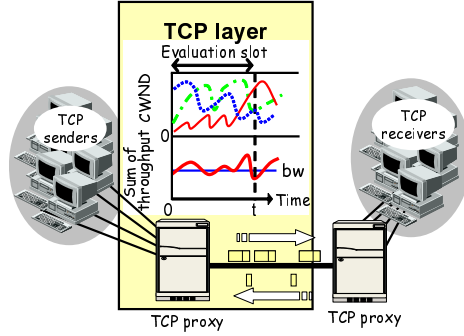 TCP layer
Evaluation slot
TCP
senders
CWND
0
Sum of
throughput
bw
Time
0
t
TCP
receivers
TCP proxy
TCP proxy